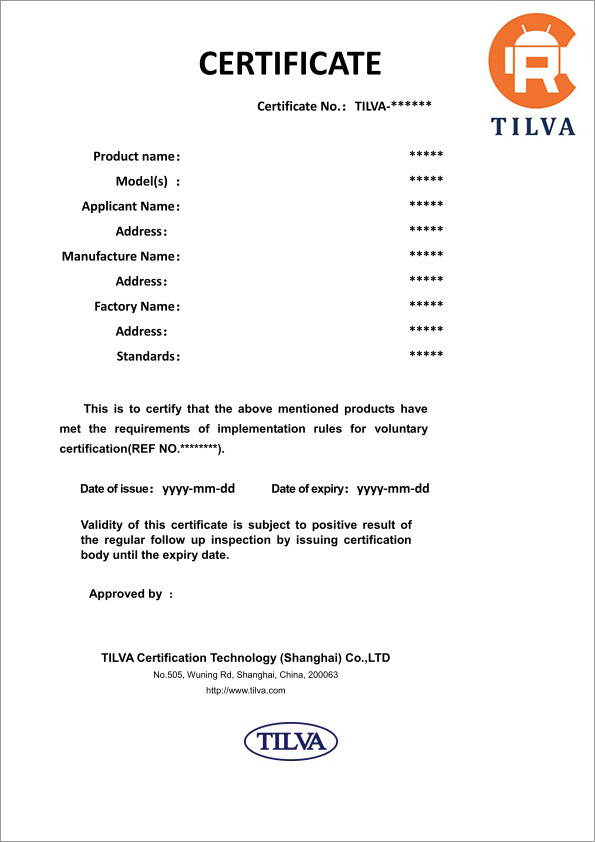 CERTIFICATE
Certificate No.：TILVA-******
TILVA
Product name： *****
Model(s) ： *****
Applicant Name： *****
Address： *****
Manufacture Name： *****
Address： *****
Factory Name： *****
Address： *****
Standards： *****
This is to certify that the above mentioned products have
met the requirements of implementation rules for voluntary
certification(REF NO.********).
Date of issue：yyyy-mm-dd Date of expiry：yyyy-mm-dd
Validity of this certificate is subject to positive result of
the regular follow up inspection by issuing certification
body until the expiry date.
Approved by ：
TILVA Certification Technology (Shanghai) Co.,LTD
No.505, Wuning Rd, Shanghai, China, 200063
http://www.tilva.com
TILVA